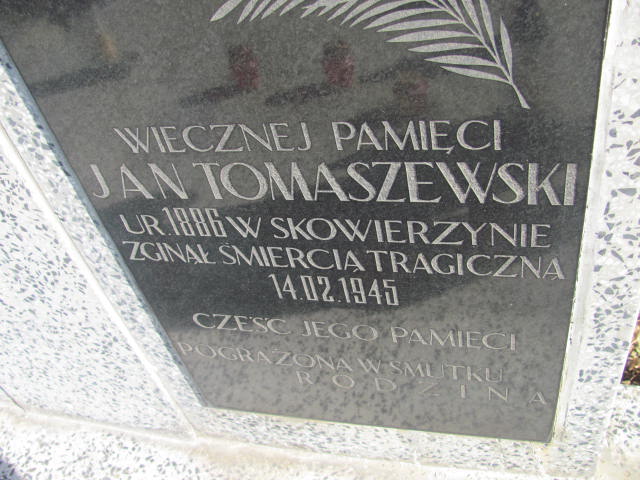 WIECZNEJ PAMIĘCI
JAN TOMASZEWSKI
UR. 1886 W SKOWIERZYNIE
ZGINĄŁ ŚMIERCIĄ TRAGICZNĄ
14.02.1945
CZEŚĆ JEGO PAMIĘCI
POGRĄŻONA W SMUTKU
RODZINA